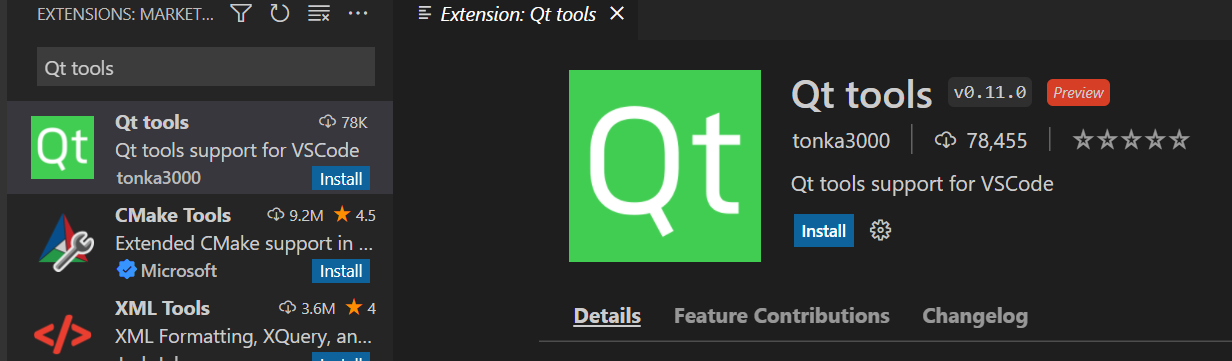 EXTENSIONS: MARKET...
Extension: Qt tools
Qt tools
Qt
Qt tools
78K
Qt tools support for VSCode
tonka3000
Install
CMake Tools
9.2M
4.5
Extended CMake support in ...
Microsoft
Install
XML Tools
3.6M
4
XML Formatting, XQuery, an...
Qt
Qt tools
v0.11.0
Preview
tonka3000
78,455
Qt tools support for VSCode
Install
Details
Feature Contributions
Changelog